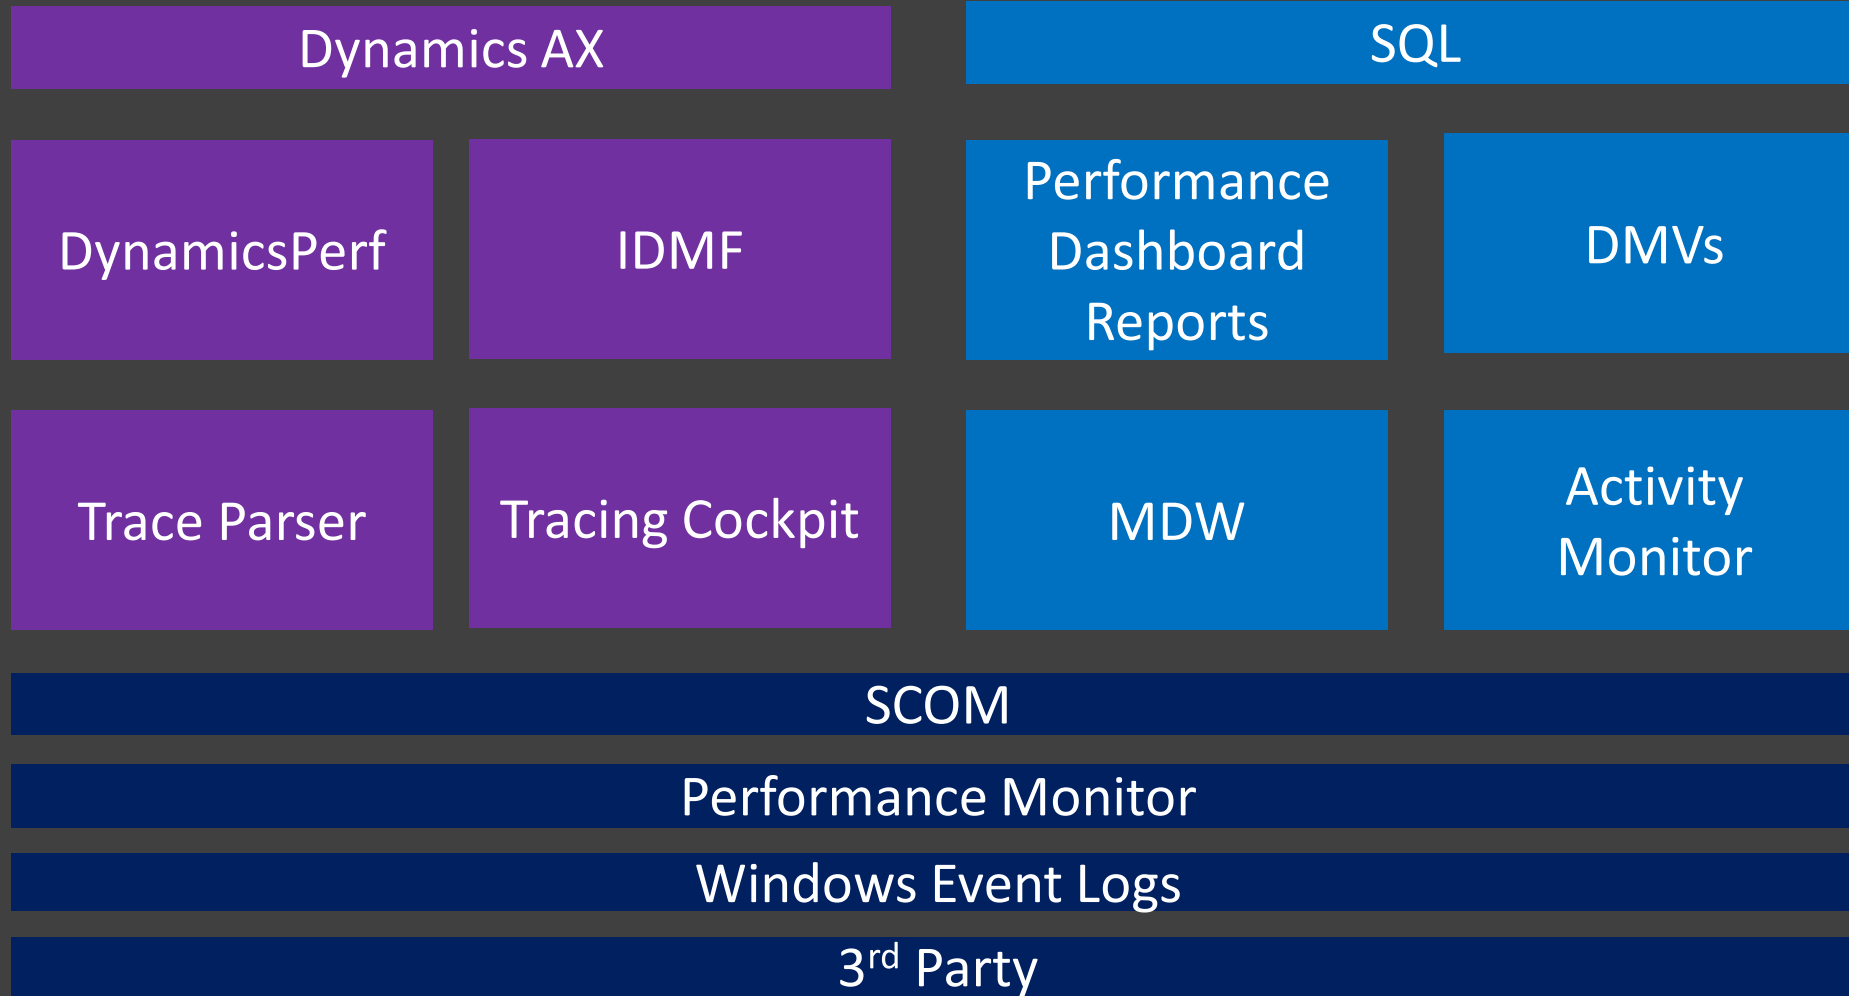 Dynamics AX
SQL
DynamicsPerf
IDMF
Performance
Dashboard
Reports
DMVs
Trace Parser
Tracing Cockpit
MDW
Activity
Monitor
SCOM
Performance Monitor
Windows Event Logs
3rd Party